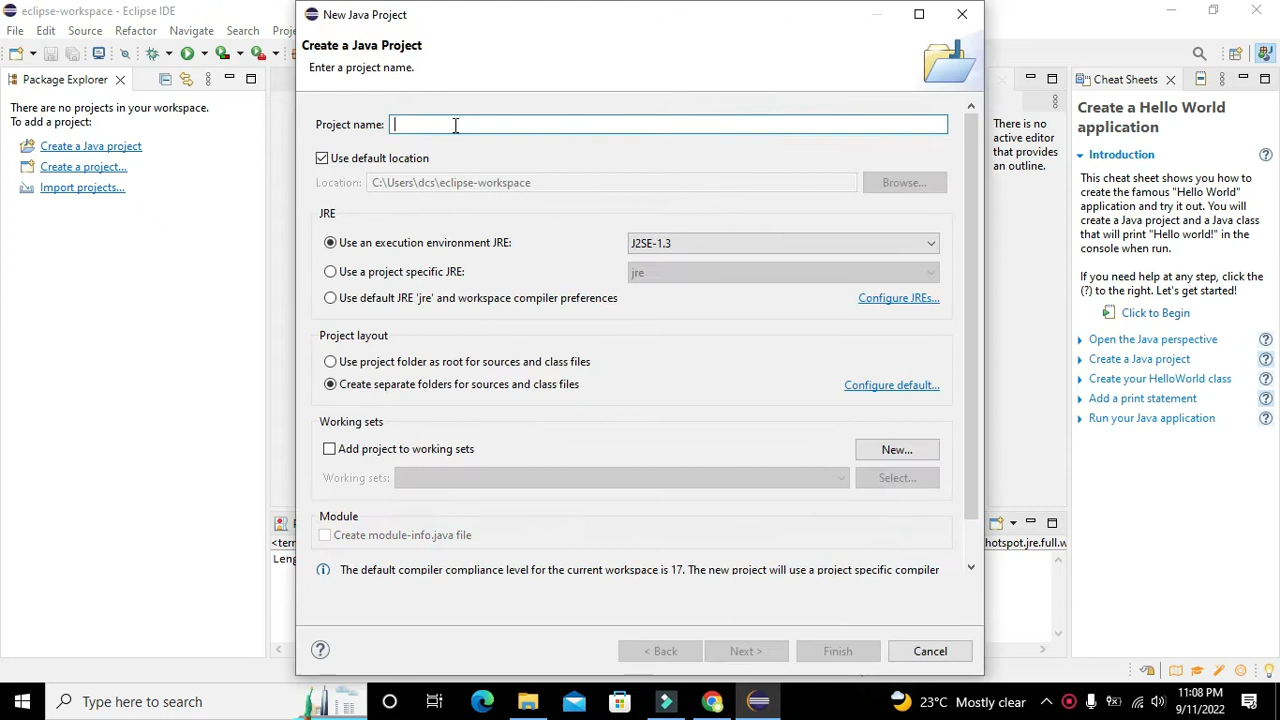 eclipse-workspace - Eclipse IDE
New Java Project
File Edit Source Refactor Navigate Search
Create a Java Project
Enter a project name.
Package Explorer
Cheat Sheets
There are no projects in your workspace.
To add a project:
Create a Java project
Create a project...
Import projects...
Project name:
Use default location
Location: C:\Users\dcs\eclipse-workspace Browse...
JRE
Use an execution environment JRE: J2SE-1.3
Use a project specific JRE: jre
Use default JRE 'jre' and workspace compiler preferences Configure JREs...
Project layout
Use project folder as root for sources and class files
Create separate folders for sources and class files Configure default...
Working sets
Add project to working sets New...
Working sets: Select...
Module
Create module-info.java file
The default compiler compliance level for the current workspace is 17. The new project will use a project specific compiler
< Back Next > Finish Cancel
There is
no active
editor
that
provides
an outline.
Create a Hello World
application
Introduction
This cheat sheet shows you how to
create the famous "Hello World"
application and try it out. You will
create a Java project and a Java class
that will print "Hello world!" in the
console when run.
If you need help at any step, click the
(?) to the right. Let's get started!
Click to Begin
Open the Java perspective
Create a Java project
Create your HelloWorld class
Add a print statement
Run your Java application
<ter
hotspot.jre.full.w
Len
Type here to search
23°C Mostly clear
11:08 PM
9/11/2022